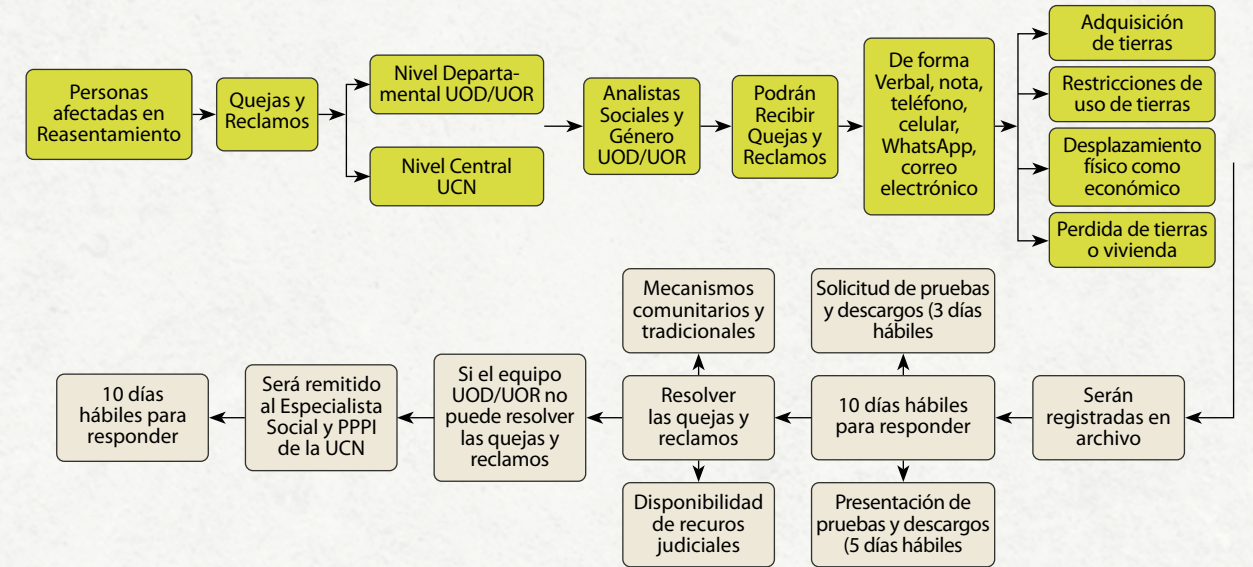 Personas
afectadas en
Reasentamiento
Quejas y
Reclamos
Nivel Departa-
mental UOD/UOR
Nivel Central
UCN
Analistas
Sociales y
Género
UOD/UOR
Podrán
Recibir
Quejas y
Reclamos
De forma
Verbal, nota,
teléfono,
celular,
WhatsApp,
correo
electrónico
Adquisición
de tierras
Restricciones de
uso de tierras
Desplazamiento
físico como
económico
Perdida de tierras
o vivienda
Serán
registradas en
archivo
10 días hábiles
para responder
Solicitud de pruebas
y descargos (3 días
hábiles
Presentación de
pruebas y descargos
(5 días hábiles
Resolver
las quejas y
reclamos
Mecanismos
comunitarios y
tradicionales
Disponibilidad
de recuros
judiciales
Si el equipo
UOD/UOR no
puede resolver
las quejas y
reclamos
Será remitido
al Especialista
Social y PPPI
de la UCN
10 días
hábiles para
responder